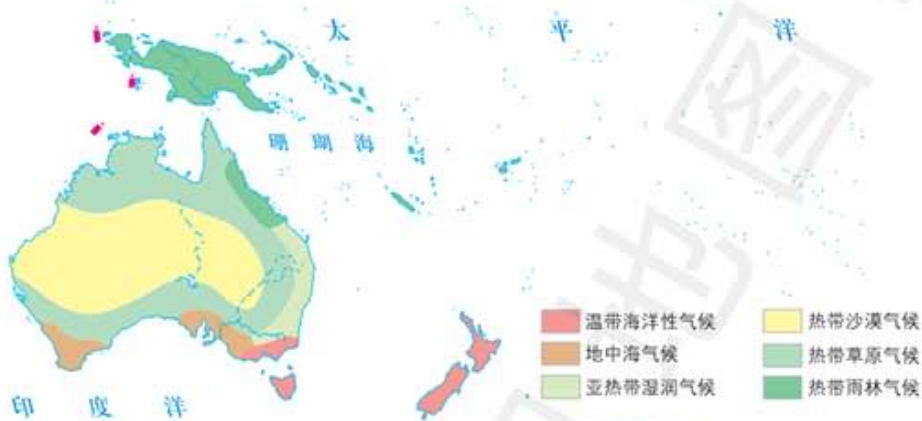 太 平 洋
珊 瑚 海
温带海洋性气候
地中海气候
亚热带湿润气候
热带沙漠气候
热带草原气候
热带雨林气候
印 度 洋